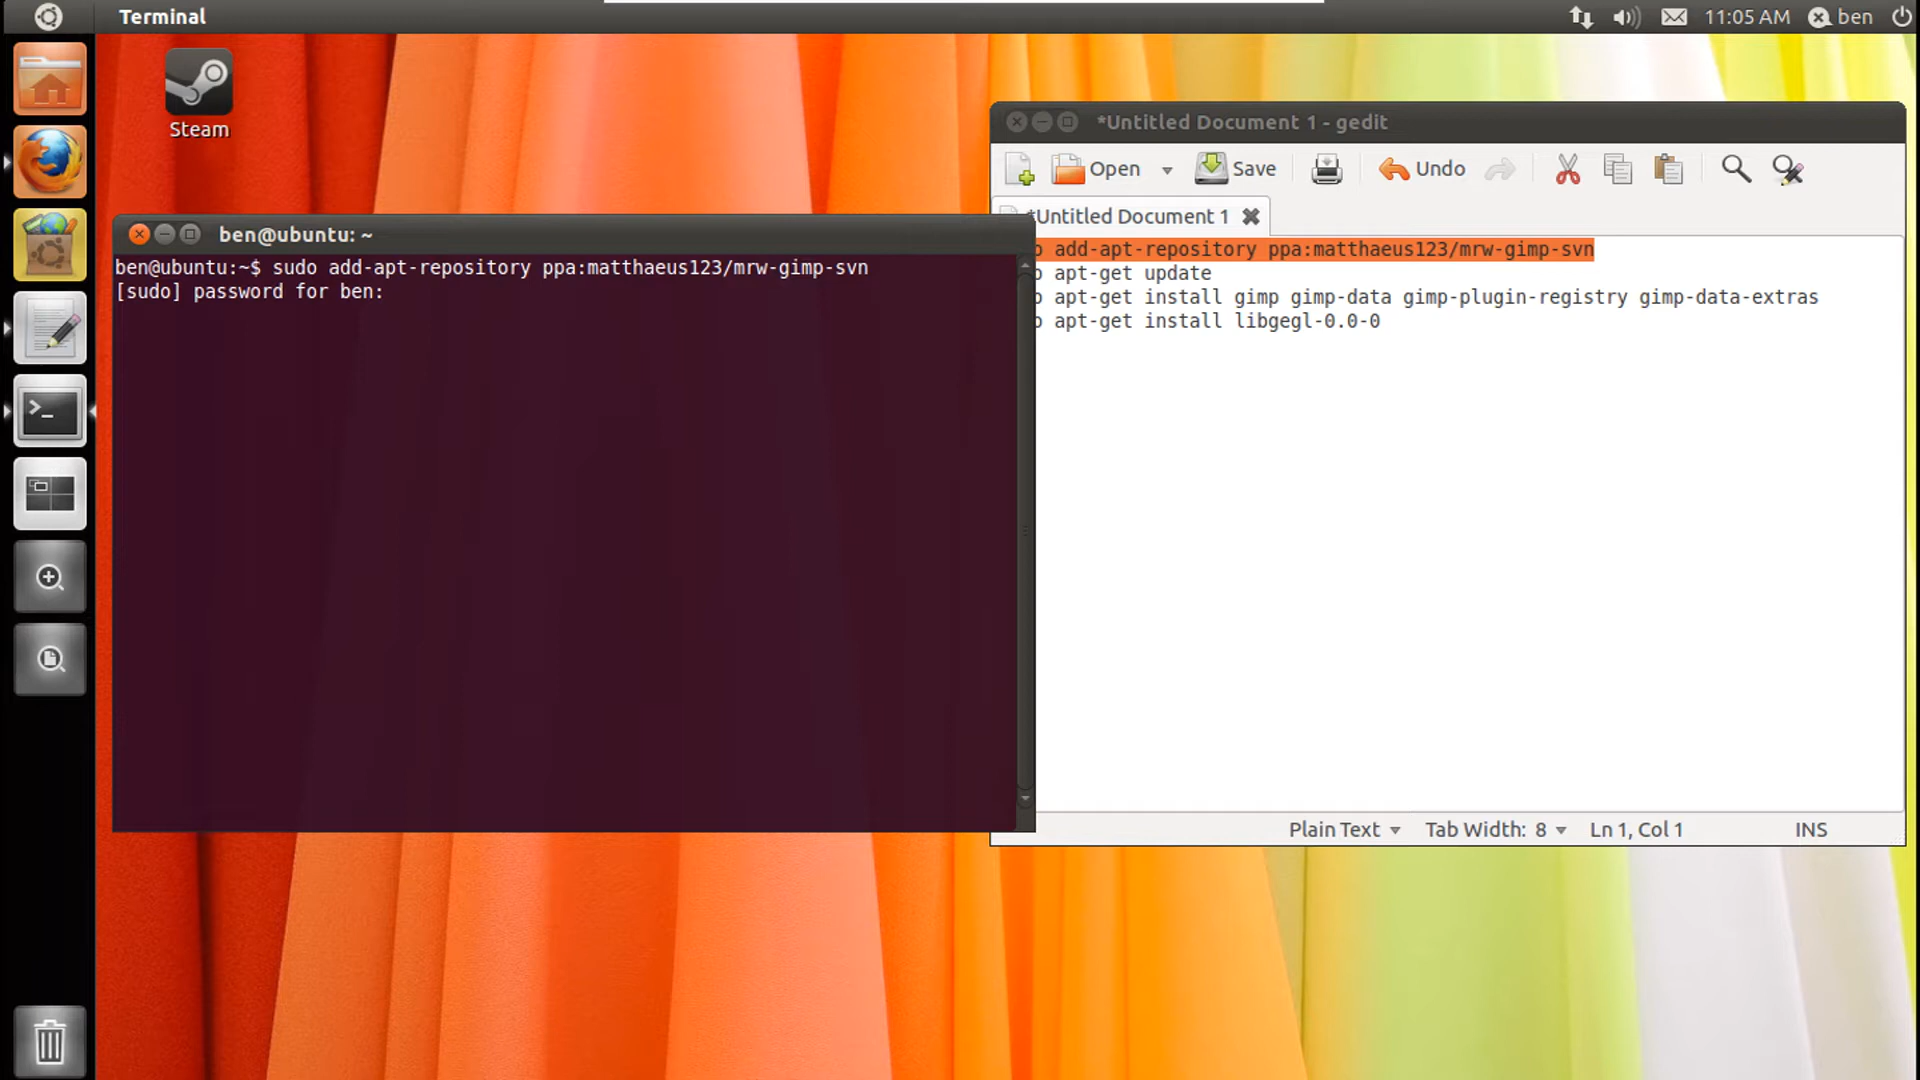 Terminal
11:05 AM
ben
Steam
*Untitled Document 1 - gedit
Open
Save
Undo
*Untitled Document 1
ben@ubuntu: ~
ben@ubuntu:~$ sudo add-apt-repository ppa:matthaeus123/mrw-gimp-svn
[sudo] password for ben:
add-apt-repository ppa:matthaeus123/mrw-gimp-svn
apt-get update
apt-get install gimp gimp-data gimp-plugin-registry gimp-data-extras
apt-get install libgegl-0.0-0
Plain Text
Tab Width: 8
Ln 1, Col 1
INS